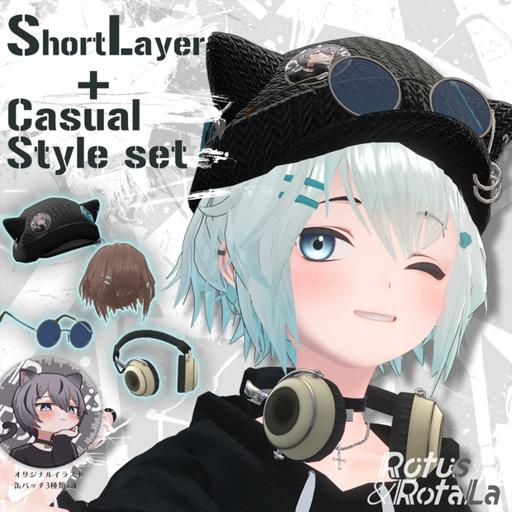 ShortLayer
+
Casual
Style set
オリジナルイラスト
缶バッチ3種類
Rotus
&RotaLa